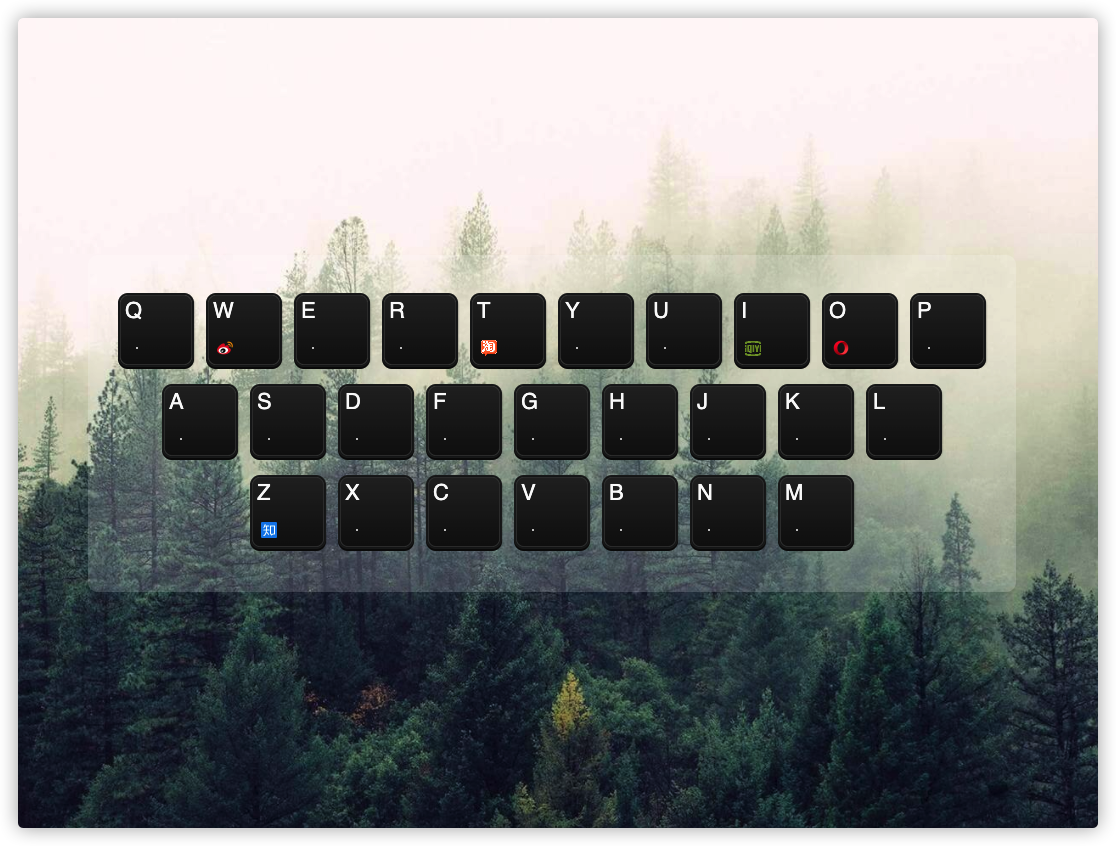 Q W E R T Y U I O P
淘 iQIYI
A S D F G H J K L
Z X C V B N M
知